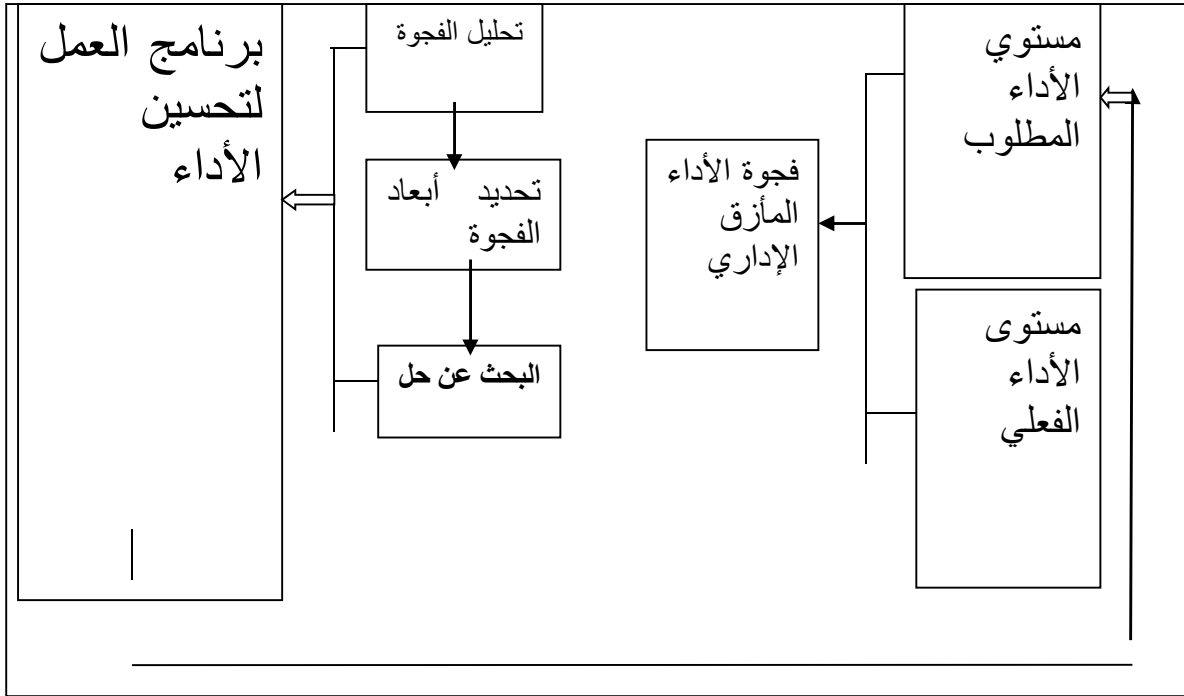 مستوي
الأداء
المطلوب
مستوى
الأداء
الفعلي
فجوة الأداء
المأزق
الإداري
تحليل الفجوة
تحديد أبعاد
الفجوة
البحث عن حل
برنامج العمل
لتحسين
الأداء